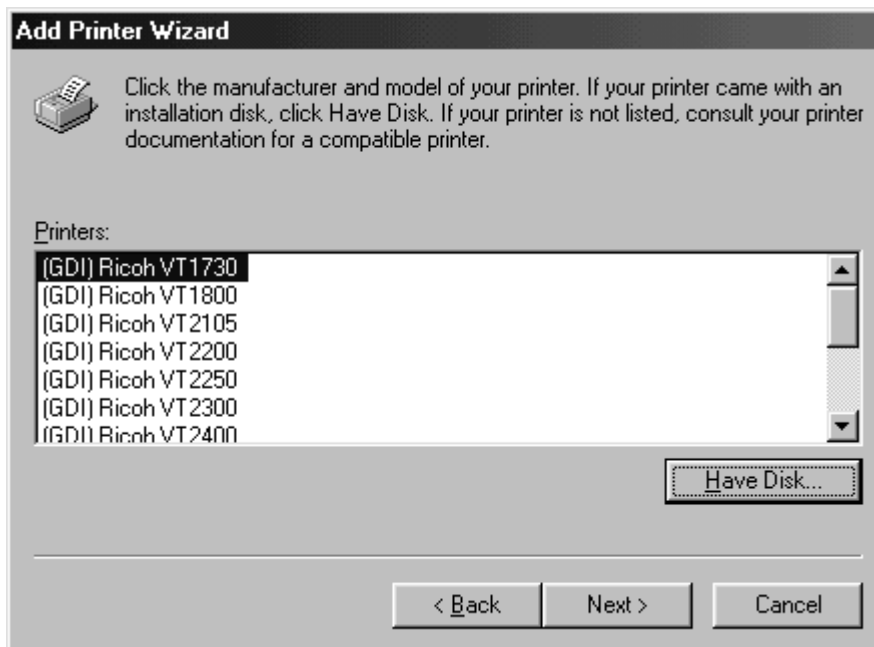 Add Printer Wizard
Click the manufacturer and model of your printer. If your printer came with an
installation disk, click Have Disk. If your printer is not listed, consult your printer
documentation for a compatible printer.
Printers:
(GDI) Ricoh VT1730
(GDI) Ricoh VT1800
(GDI) Ricoh VT2105
(GDI) Ricoh VT2200
(GDI) Ricoh VT2250
(GDI) Ricoh VT2300
(GDI) Ricoh VT2400
Have Disk...
< Back Next > Cancel